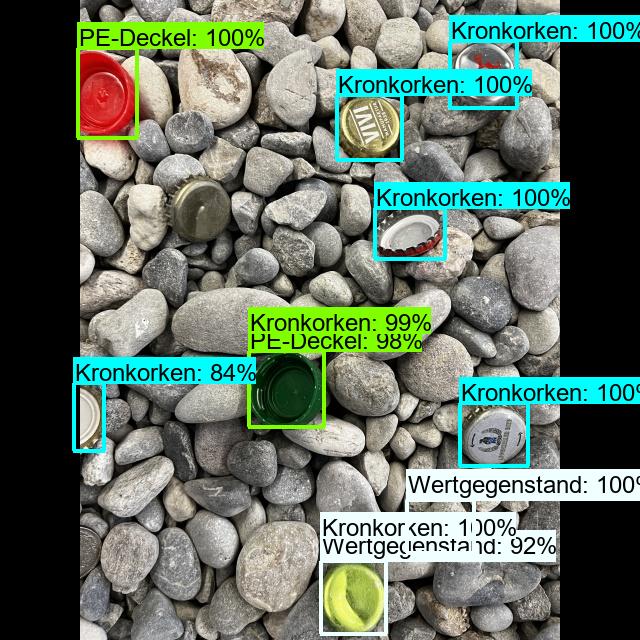 Kronkorken: 100%
PE-Deckel: 100%
Kronkorken: 100%
VIVA
Kronkorken: 100%
Kronkorken: 99%
PE-Deckel: 98%
Kronkorken: 84%
Kronkorken: 100%
Wertgegenstand: 100%
Kronkorken: 100%
Wertgegenstand: 92%